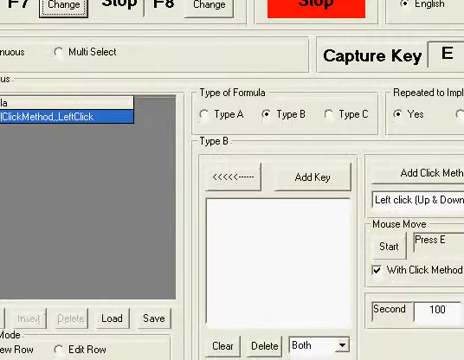 F7 Change Stop F8 Change Stop English
nuous Multi Select
Capture Key E
us
la
|ClickMethod,,LeftClick
Type of Formula
Type A Type B Type C
Repeated to Impl
Yes
Type B
<<<<<------ Add Key
Add Click Meth
Left click (Up & Down
Mouse Move
Start Press E
With Click Method
Insert Delete Load Save
Second 100
Mode
ew Row Edit Row
Clear Delete Both